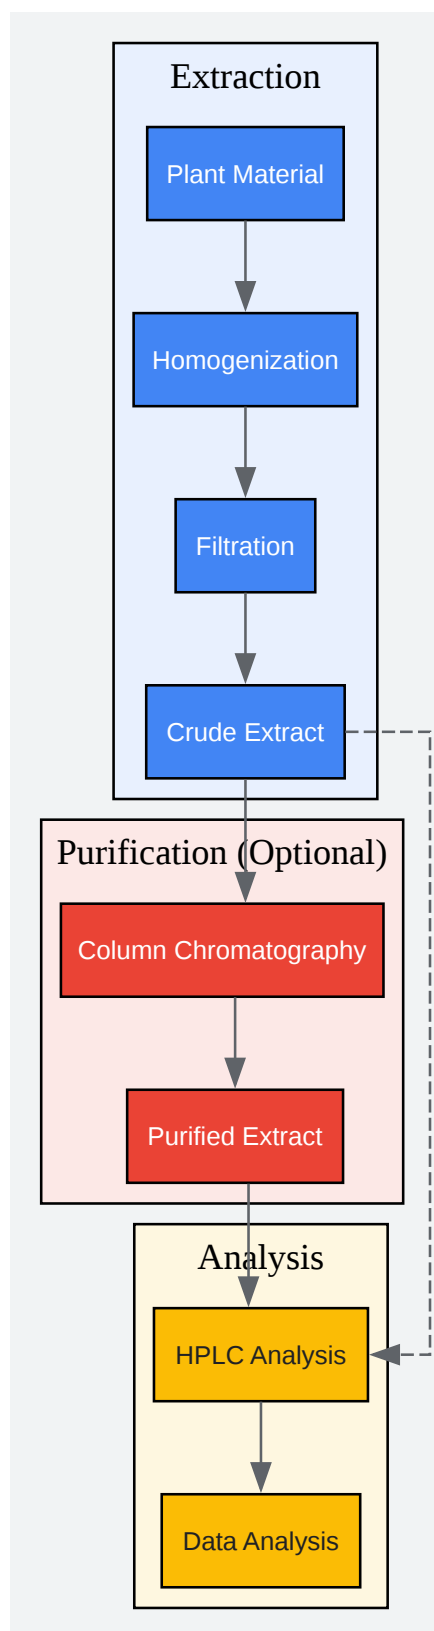 Extraction
Plant Material
Homogenization
Filtration
Crude Extract
Purification (Optional)
Column Chromatography
Purified Extract
Analysis
HPLC Analysis
Data Analysis